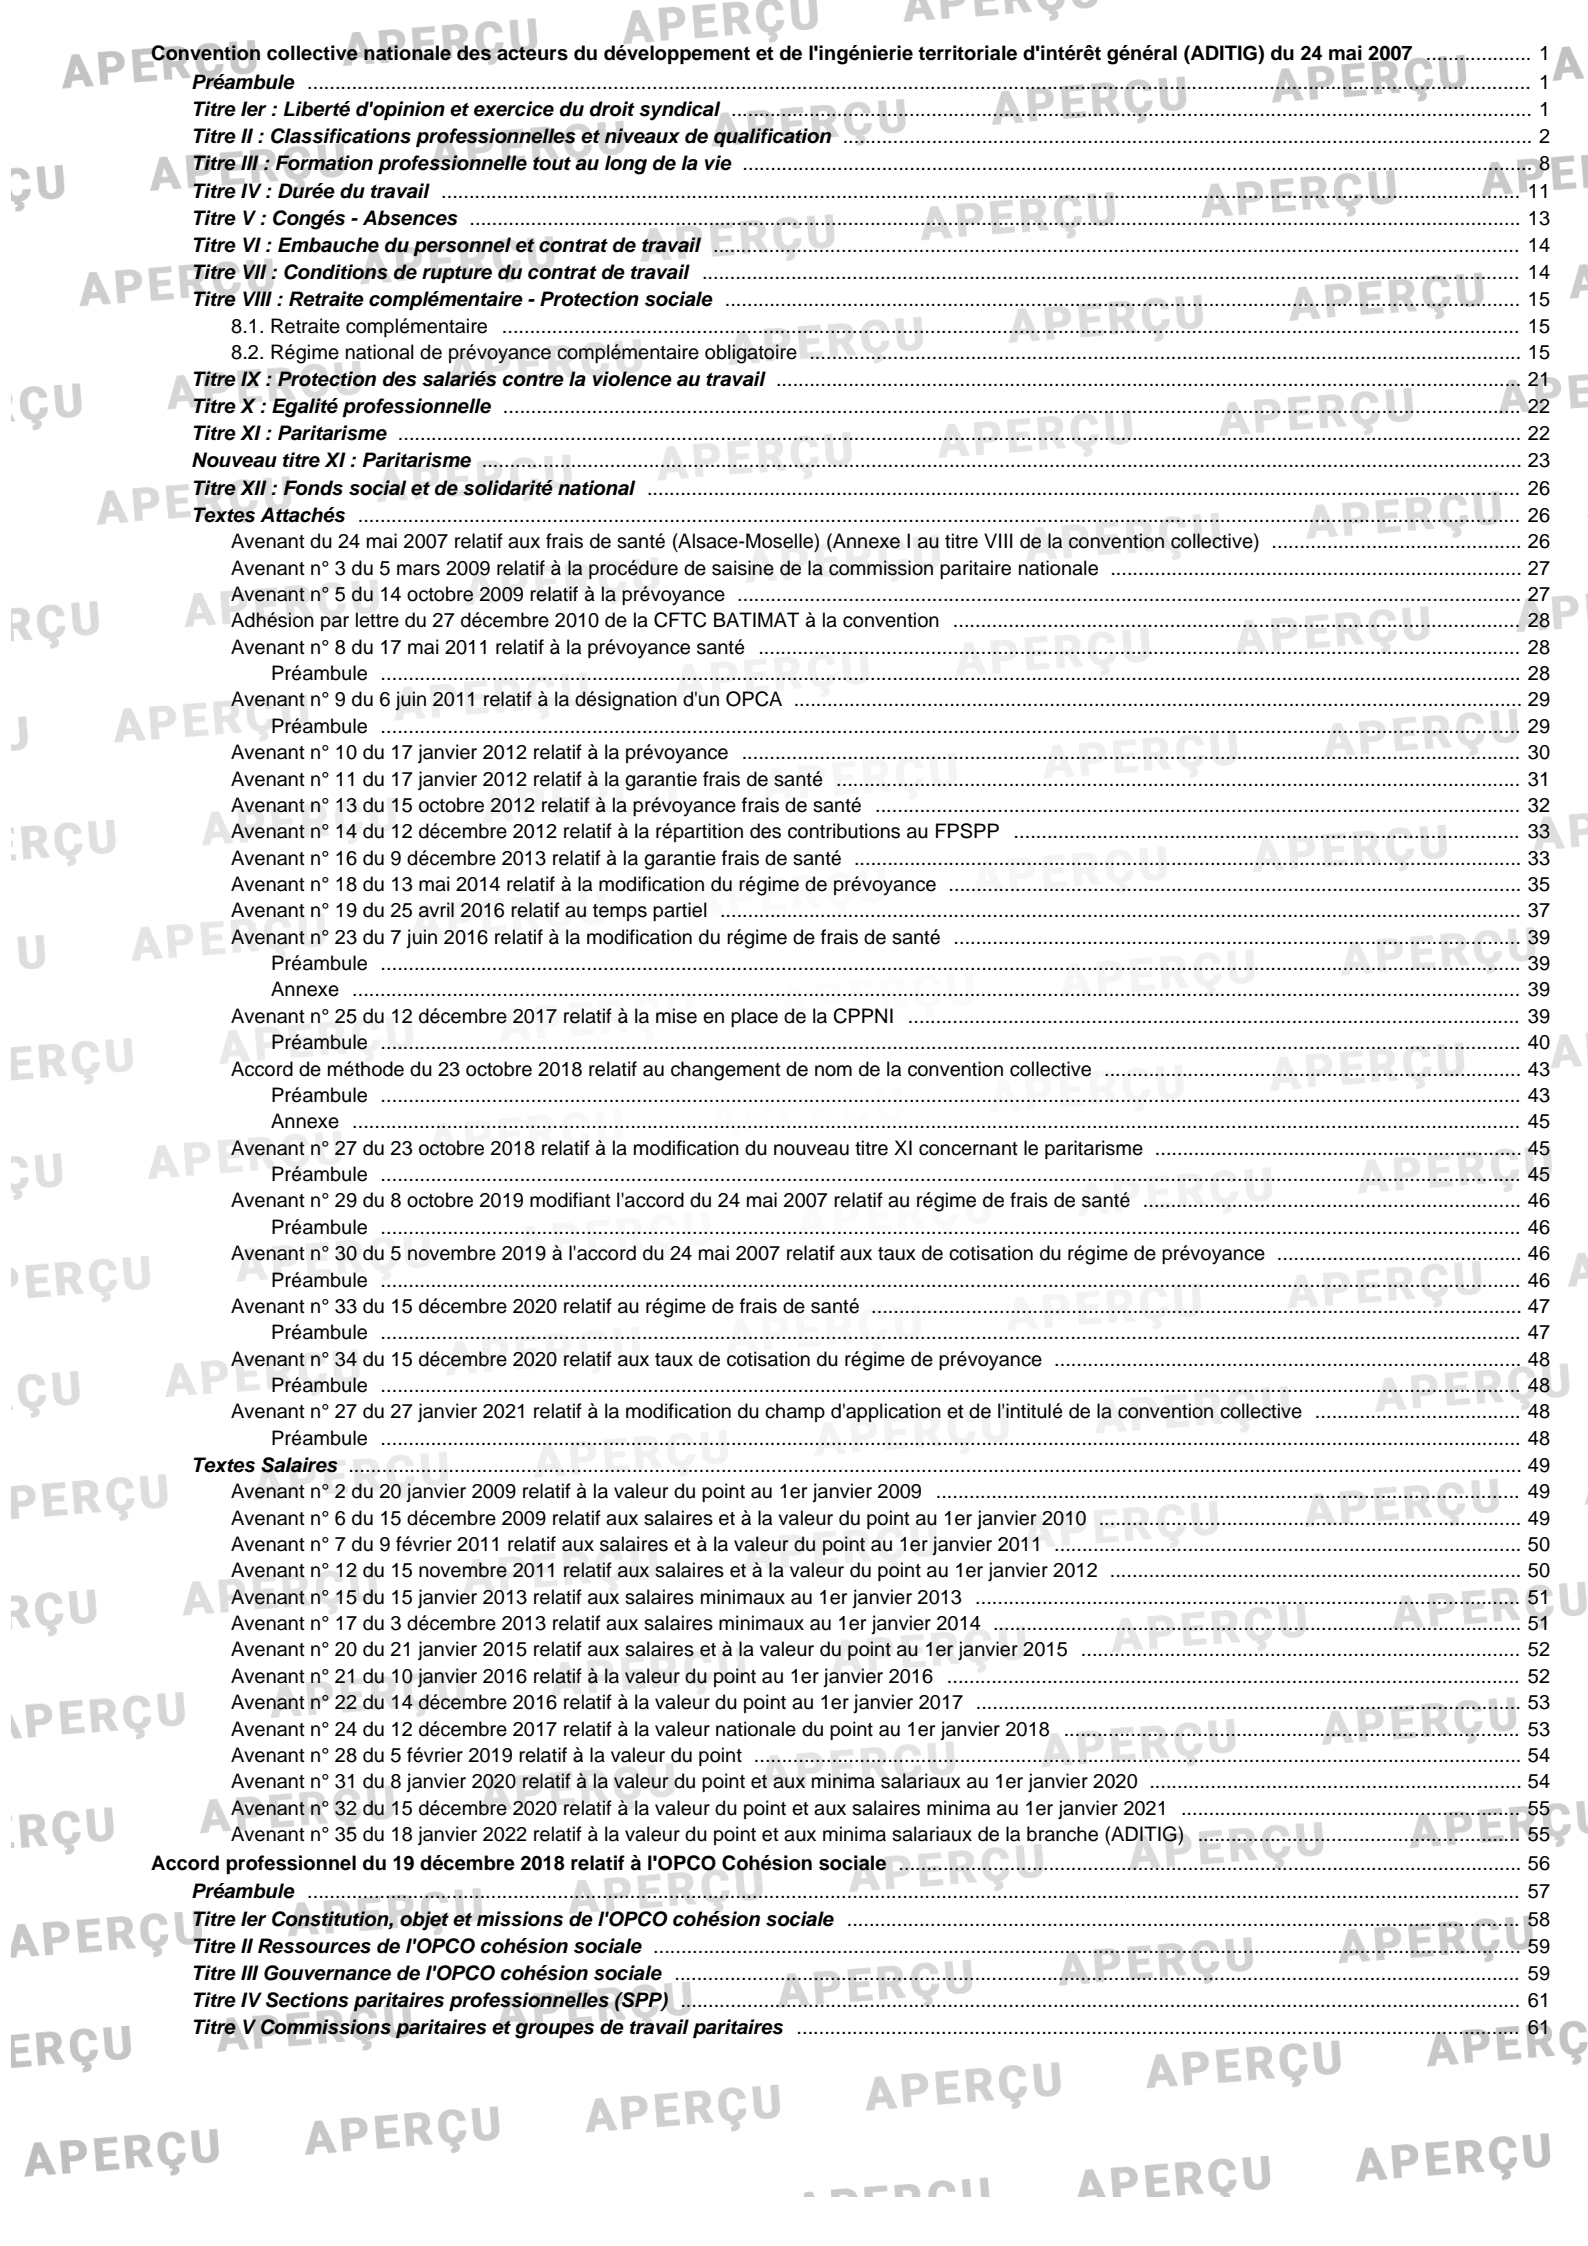 Convention collective nationale des acteurs du développement et de l'ingénierie territoriale d'intérêt général (ADITIG) du 24 mai 2007 ................... 1
Préambule ................... 1
Titre Ier : Liberté d'opinion et exercice du droit syndical ................... 1
Titre II : Classifications professionnelles et niveaux de qualification ................... 2
Titre III : Formation professionnelle tout au long de la vie ................... 8
Titre IV : Durée du travail ................... 11
Titre V : Congés - Absences ................... 13
Titre VI : Embauche du personnel et contrat de travail ................... 14
Titre VII : Conditions de rupture du contrat de travail ................... 14
Titre VIII : Retraite complémentaire - Protection sociale ................... 15
8.1. Retraite complémentaire ................... 15
8.2. Régime national de prévoyance complémentaire obligatoire ................... 15
Titre IX : Protection des salariés contre la violence au travail ................... 21
Titre X : Egalité professionnelle ................... 22
Titre XI : Paritarisme ................... 22
Nouveau titre XI : Paritarisme ................... 23
Titre XII : Fonds social et de solidarité national ................... 26
Textes Attachés ................... 26
Avenant du 24 mai 2007 relatif aux frais de santé (Alsace-Moselle) (Annexe I au titre VIII de la convention collective) ................... 26
Avenant n° 3 du 5 mars 2009 relatif à la procédure de saisine de la commission paritaire nationale ................... 27
Avenant n° 5 du 14 octobre 2009 relatif à la prévoyance ................... 27
Adhésion par lettre du 27 décembre 2010 de la CFTC BATIMAT à la convention ................... 28
Avenant n° 8 du 17 mai 2011 relatif à la prévoyance santé ................... 28
Préambule ................... 28
Avenant n° 9 du 6 juin 2011 relatif à la désignation d'un OPCA ................... 29
Préambule ................... 29
Avenant n° 10 du 17 janvier 2012 relatif à la prévoyance ................... 30
Avenant n° 11 du 17 janvier 2012 relatif à la garantie frais de santé ................... 31
Avenant n° 13 du 15 octobre 2012 relatif à la prévoyance frais de santé ................... 32
Avenant n° 14 du 12 décembre 2012 relatif à la répartition des contributions au FPSPP ................... 33
Avenant n° 16 du 9 décembre 2013 relatif à la garantie frais de santé ................... 33
Avenant n° 18 du 13 mai 2014 relatif à la modification du régime de prévoyance ................... 35
Avenant n° 19 du 25 avril 2016 relatif au temps partiel ................... 37
Avenant n° 23 du 7 juin 2016 relatif à la modification du régime de frais de santé ................... 39
Préambule ................... 39
Annexe ................... 39
Avenant n° 25 du 12 décembre 2017 relatif à la mise en place de la CPPNI ................... 39
Préambule ................... 40
Accord de méthode du 23 octobre 2018 relatif au changement de nom de la convention collective ................... 43
Préambule ................... 43
Annexe ................... 45
Avenant n° 27 du 23 octobre 2018 relatif à la modification du nouveau titre XI concernant le paritarisme ................... 45
Préambule ................... 45
Avenant n° 29 du 8 octobre 2019 modifiant l'accord du 24 mai 2007 relatif au régime de frais de santé ................... 46
Préambule ................... 46
Avenant n° 30 du 5 novembre 2019 à l'accord du 24 mai 2007 relatif aux taux de cotisation du régime de prévoyance ................... 46
Préambule ................... 46
Avenant n° 33 du 15 décembre 2020 relatif au régime de frais de santé ................... 47
Préambule ................... 47
Avenant n° 34 du 15 décembre 2020 relatif aux taux de cotisation du régime de prévoyance ................... 48
Préambule ................... 48
Avenant n° 27 du 27 janvier 2021 relatif à la modification du champ d'application et de l'intitulé de la convention collective ................... 48
Préambule ................... 48
Textes Salaires ................... 49
Avenant n° 2 du 20 janvier 2009 relatif à la valeur du point au 1er janvier 2009 ................... 49
Avenant n° 6 du 15 décembre 2009 relatif aux salaires et à la valeur du point au 1er janvier 2010 ................... 49
Avenant n° 7 du 9 février 2011 relatif aux salaires et à la valeur du point au 1er janvier 2011 ................... 50
Avenant n° 12 du 15 novembre 2011 relatif aux salaires et à la valeur du point au 1er janvier 2012 ................... 50
Avenant n° 15 du 15 janvier 2013 relatif aux salaires minimaux au 1er janvier 2013 ................... 51
Avenant n° 17 du 3 décembre 2013 relatif aux salaires minimaux au 1er janvier 2014 ................... 51
Avenant n° 20 du 21 janvier 2015 relatif aux salaires et à la valeur du point au 1er janvier 2015 ................... 52
Avenant n° 21 du 10 janvier 2016 relatif à la valeur du point au 1er janvier 2016 ................... 52
Avenant n° 22 du 14 décembre 2016 relatif à la valeur du point au 1er janvier 2017 ................... 53
Avenant n° 24 du 12 décembre 2017 relatif à la valeur nationale du point au 1er janvier 2018 ................... 53
Avenant n° 28 du 5 février 2019 relatif à la valeur du point ................... 54
Avenant n° 31 du 8 janvier 2020 relatif à la valeur du point et aux minima salariaux au 1er janvier 2020 ................... 54
Avenant n° 32 du 15 décembre 2020 relatif à la valeur du point et aux salaires minima au 1er janvier 2021 ................... 55
Avenant n° 35 du 18 janvier 2022 relatif à la valeur du point et aux minima salariaux de la branche (ADITIG) ................... 55
Accord professionnel du 19 décembre 2018 relatif à l'OPCO Cohésion sociale ................... 56
Préambule ................... 57
Titre Ier Constitution, objet et missions de l'OPCO cohésion sociale ................... 58
Titre II Ressources de l'OPCO cohésion sociale ................... 59
Titre III Gouvernance de l'OPCO cohésion sociale ................... 59
Titre IV Sections paritaires professionnelles (SPP) ................... 61
Titre V Commissions paritaires et groupes de travail paritaires ................... 61
APERÇU